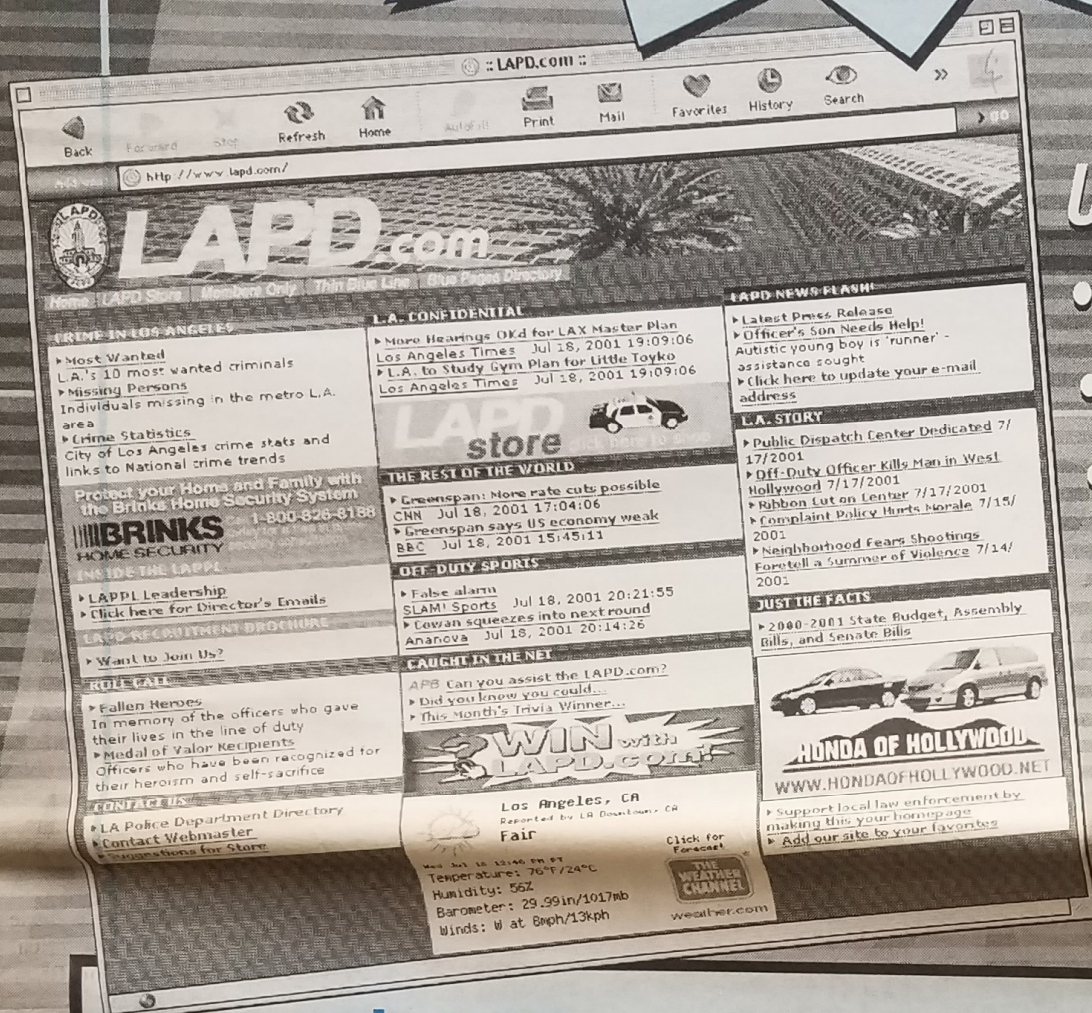 :: LAPD.com ::
Back
Forward
Stop
Refresh
Home
AutoFill
Print
Mail
Favorites
History
Search
»
http://www.lapd.com/
› go
LAPD
LAPD.com
Home | LAPD Store | Members Only | Thin Blue Line | Blue Pages Directory
CRIME IN LOS ANGELES
Most Wanted
L.A.'s 10 most wanted criminals
Missing Persons
Individuals missing in the metro L.A.
area
Crime Statistics
City of Los Angeles crime stats and
links to National crime trends
Protect your Home and Family with
the Brinks Home Security System
BRINKS
HOME SECURITY
1-800-826-8188
INSIDE THE LAPPL
LAPPL Leadership
Click here for Director's Emails
LAPD RECRUITMENT BROCHURE
Want to Join Us?
ROLL CALL
Fallen Heroes
In memory of the officers who gave
their lives in the line of duty
Medal of Valor Recipients
Officers who have been recognized for
their heroism and self-sacrifice
CONTACT US
LA Police Department Directory
Contact Webmaster
Suggestions for Store
L.A. CONFIDENTIAL
More Hearings OKd for LAX Master Plan
Los Angeles Times Jul 18, 2001 19:09:06
L.A. to Study Gym Plan for Little Toyko
Los Angeles Times Jul 18, 2001 19:09:06
LAPD
store click here to shop
THE REST OF THE WORLD
Greenspan: More rate cuts possible
CNN Jul 18, 2001 17:04:06
Greenspan says US economy weak
BBC Jul 18, 2001 15:45:11
OFF-DUTY SPORTS
False alarm
SLAM! Sports Jul 18, 2001 20:21:55
Cowan squeezes into next round
Ananova Jul 18, 2001 20:14:26
CAUGHT IN THE NET
APB Can you assist the LAPD.com?
Did you know you could...
This Month's Trivia Winner...
? WIN with
LAPD.com!
Los Angeles, CA
Reported by LA Downtown, CA
Fair
Wed Jul 18 12:46 PM PT
Temperature: 76°F/24°C
Humidity: 56%
Barometer: 29.99in/1017mb
Winds: W at 8mph/13kph
Click for
Forecast
THE
WEATHER
CHANNEL
weather.com
LAPD NEWS FLASH!
Latest Press Release
Officer's Son Needs Help!
Autistic young boy is 'runner' -
assistance sought
Click here to update your e-mail
address
L.A. STORY
Public Dispatch Center Dedicated 7/
17/2001
Off-Duty Officer Kills Man in West
Hollywood 7/17/2001
Ribbon Cut on Center 7/17/2001
Complaint Policy Hurts Morale 7/15/
2001
Neighborhood Fears Shootings
Foretell a Summer of Violence 7/14/
2001
JUST THE FACTS
2000-2001 State Budget, Assembly
Bills, and Senate Bills
HONDA OF HOLLYWOOD
WWW.HONDAOFHOLLYWOOD.NET
Support local law enforcement by
making this your homepage
Add our site to your favorites